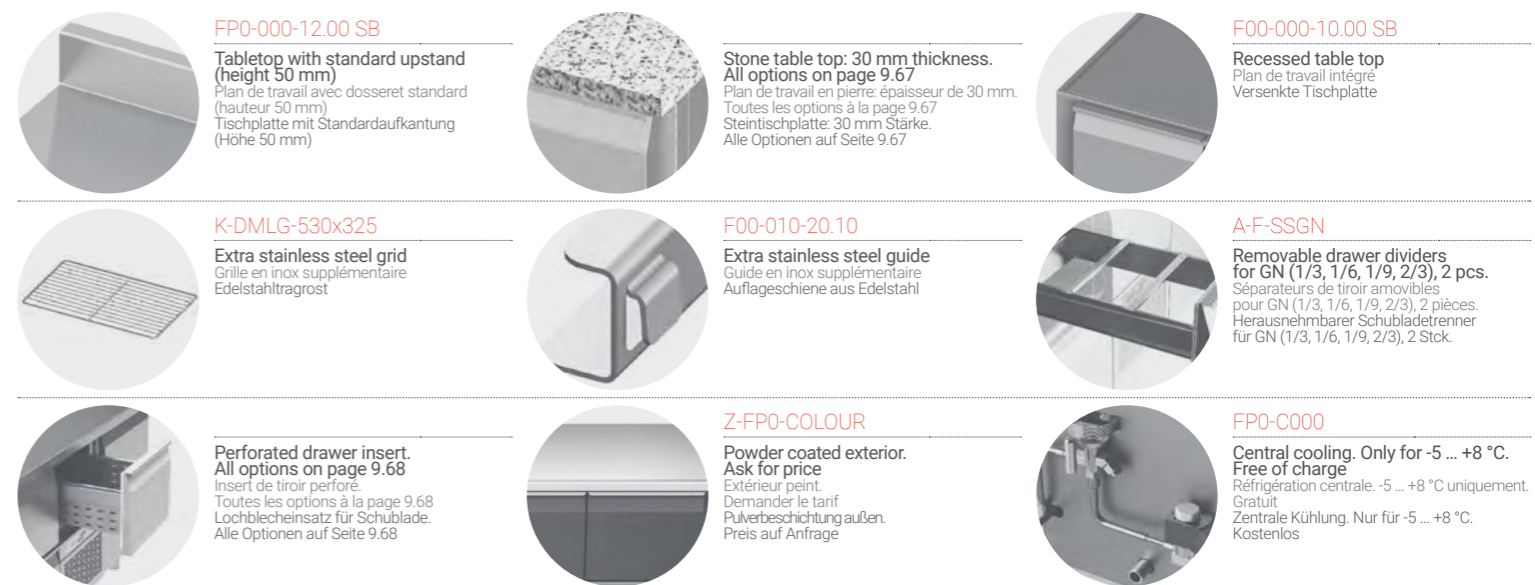 FP0-000-12.00 SB
Tabletop with standard upstand
(height 50 mm)
Plan de travail avec dosseret standard
(hauteur 50 mm)
Tischplatte mit Standardaufkantung
(Höhe 50 mm)
Stone table top: 30 mm thickness.
All options on page 9.67
Plan de travail en pierre: épaisseur de 30 mm.
Toutes les options à la page 9.67
Steintischplatte: 30 mm Stärke.
Alle Optionen auf Seite 9.67
F00-000-10.00 SB
Recessed table top
Plan de travail intégré
Versenkte Tischplatte
K-DMLG-530x325
Extra stainless steel grid
Grille en inox supplémentaire
Edelstahltragrost
F00-010-20.10
Extra stainless steel guide
Guide en inox supplémentaire
Auflageschiene aus Edelstahl
A-F-SSGN
Removable drawer dividers
for GN (1/3, 1/6, 1/9, 2/3), 2 pcs.
Séparateurs de tiroir amovibles
pour GN (1/3, 1/6, 1/9, 2/3), 2 pièces.
Herausnehmbarer Schubladetrenner
für GN (1/3, 1/6, 1/9, 2/3), 2 Stck.
Perforated drawer insert.
All options on page 9.68
Insert de tiroir perforé.
Toutes les options à la page 9.68
Lochblecheinsatz für Schublade.
Alle Optionen auf Seite 9.68
Z-FP0-COLOUR
Powder coated exterior.
Ask for price
Extérieur peint.
Demander le tarif
Pulverbeschichtung außen.
Preis auf Anfrage
FP0-C000
Central cooling. Only for -5 ... +8 °C.
Free of charge
Réfrigération centrale. -5 ... +8 °C uniquement.
Gratuit
Zentrale Kühlung. Nur für -5 ... +8 °C.
Kostenlos